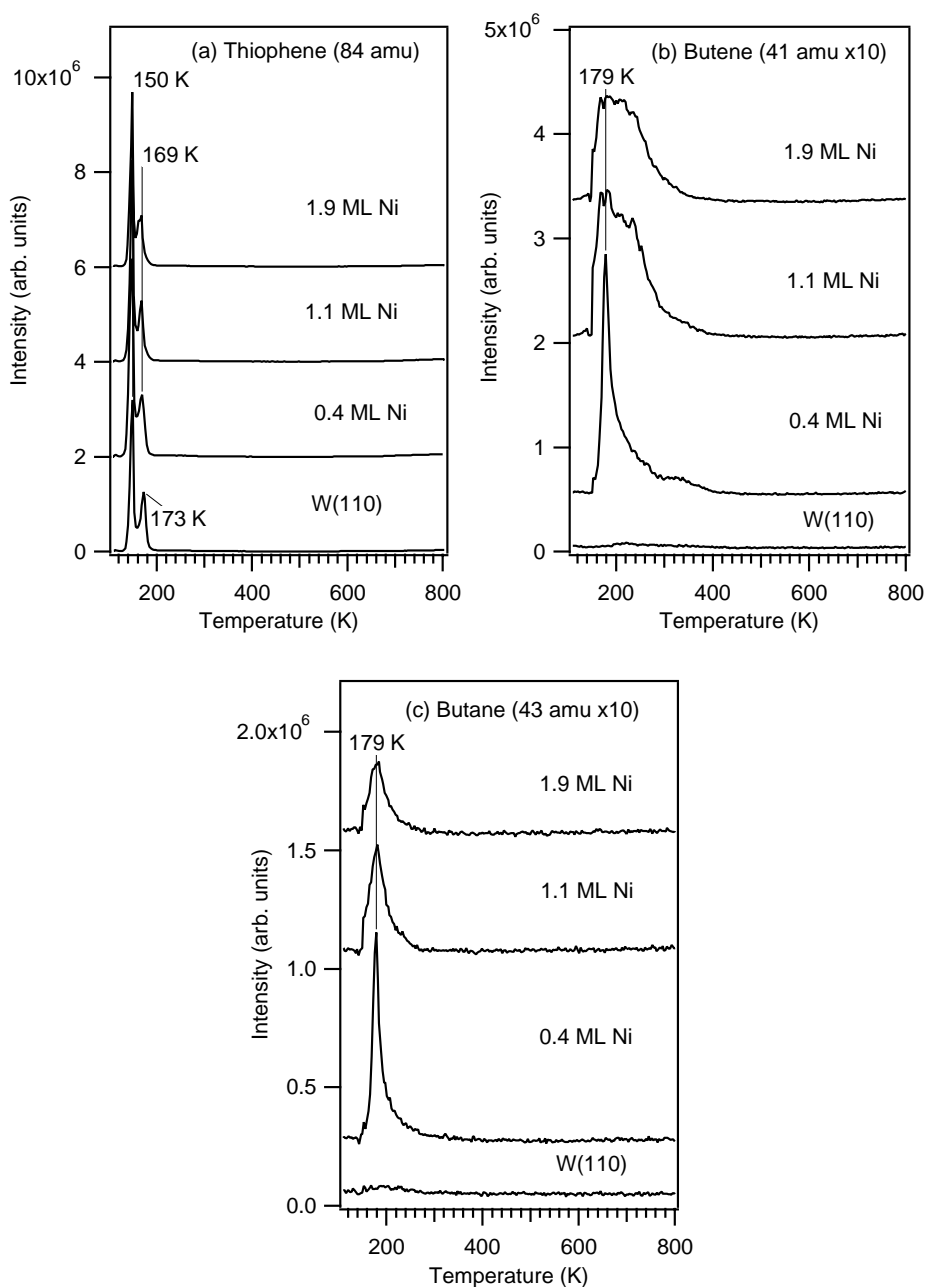 (a) Thiophene (84 amu)
10x10⁶
150 K
169 K
8
1.9 ML Ni
6
1.1 ML Ni
4
0.4 ML Ni
2
W(110)
173 K
0
Intensity (arb. units)
200 400 600 800
Temperature (K)
5x10⁶
(b) Butene (41 amu x10)
179 K
4
1.9 ML Ni
3
1.1 ML Ni
2
0.4 ML Ni
1
W(110)
0
Intensity (arb. units)
200 400 600 800
Temperature (K)
(c) Butane (43 amu x10)
2.0x10⁶
179 K
1.9 ML Ni
1.5
1.1 ML Ni
1.0
0.4 ML Ni
0.5
W(110)
0.0
Intensity (arb. units)
200 400 600 800
Temperature (K)